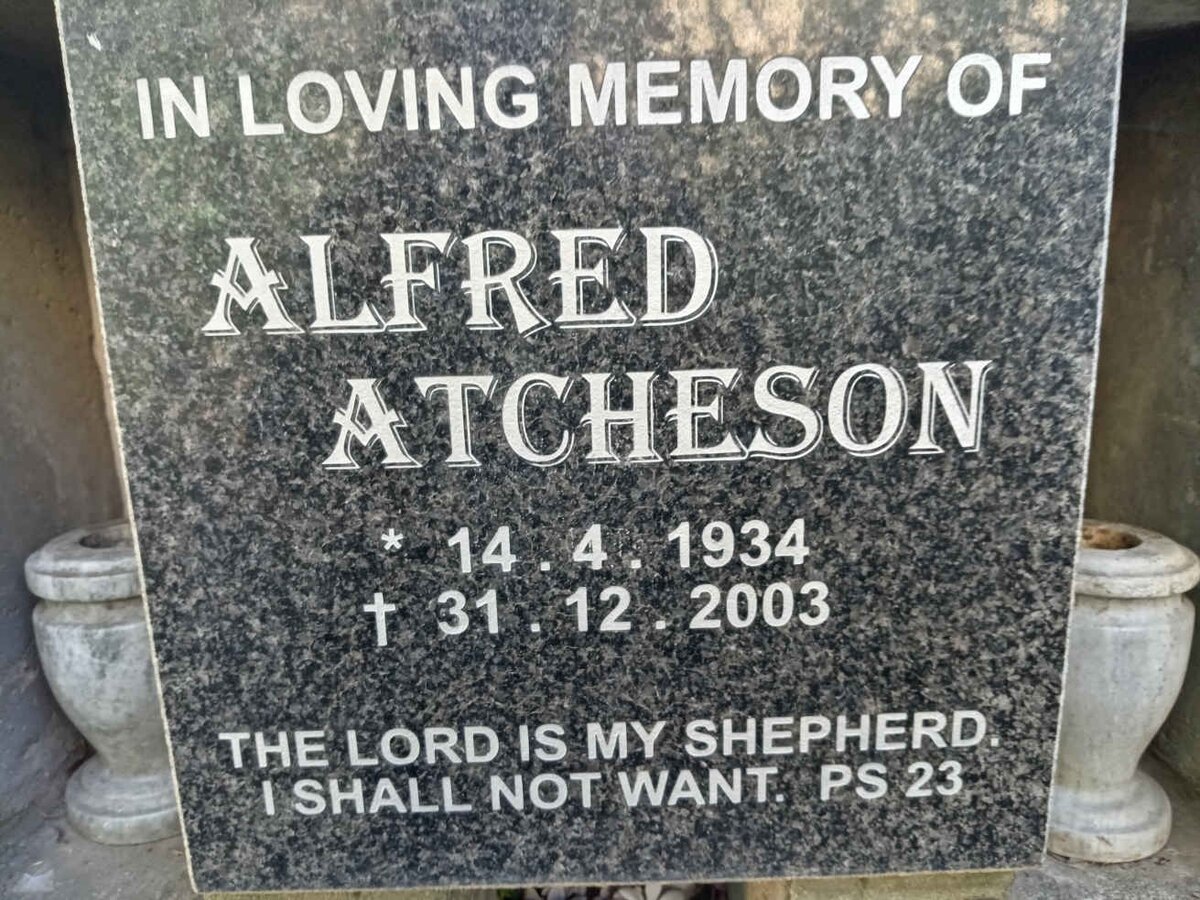 IN LOVING MEMORY OF
ALFRED
ATCHESON
* 14 . 4 . 1934
† 31 . 12 . 2003
THE LORD IS MY SHEPHERD.
I SHALL NOT WANT. PS 23